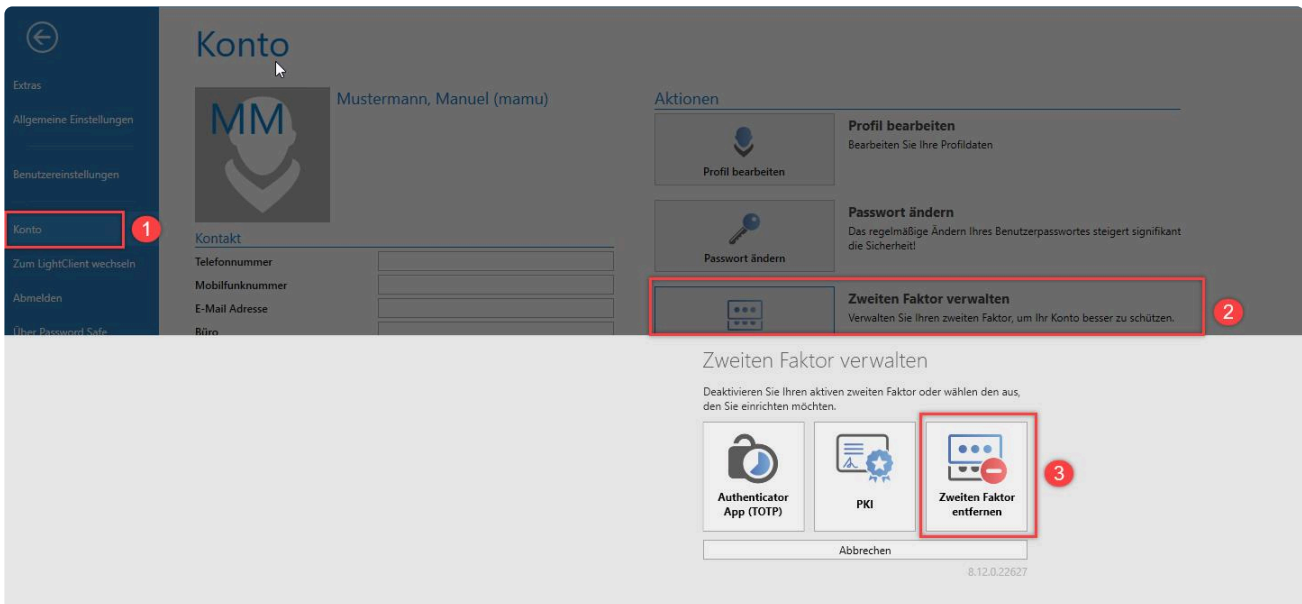 Konto
Extras
Allgemeine Einstellungen
Benutzereinstellungen
Konto
1
Zum LightClient wechseln
Abmelden
Über Password Safe
MM
Mustermann, Manuel (mamu)
Kontakt
Telefonnummer
Mobilfunknummer
E-Mail Adresse
Büro
Aktionen
Profil bearbeiten
Profil bearbeiten
Bearbeiten Sie Ihre Profildaten
Passwort ändern
Passwort ändern
Das regelmäßige Ändern Ihres Benutzerpasswortes steigert signifikant
die Sicherheit!
Zweiten Faktor verwalten
Verwalten Sie Ihren zweiten Faktor, um Ihr Konto besser zu schützen.
2
Zweiten Faktor verwalten
Deaktivieren Sie Ihren aktiven zweiten Faktor oder wählen den aus,
den Sie einrichten möchten.
Authenticator
App (TOTP)
PKI
Zweiten Faktor
entfernen
3
Abbrechen
8.12.0.22627